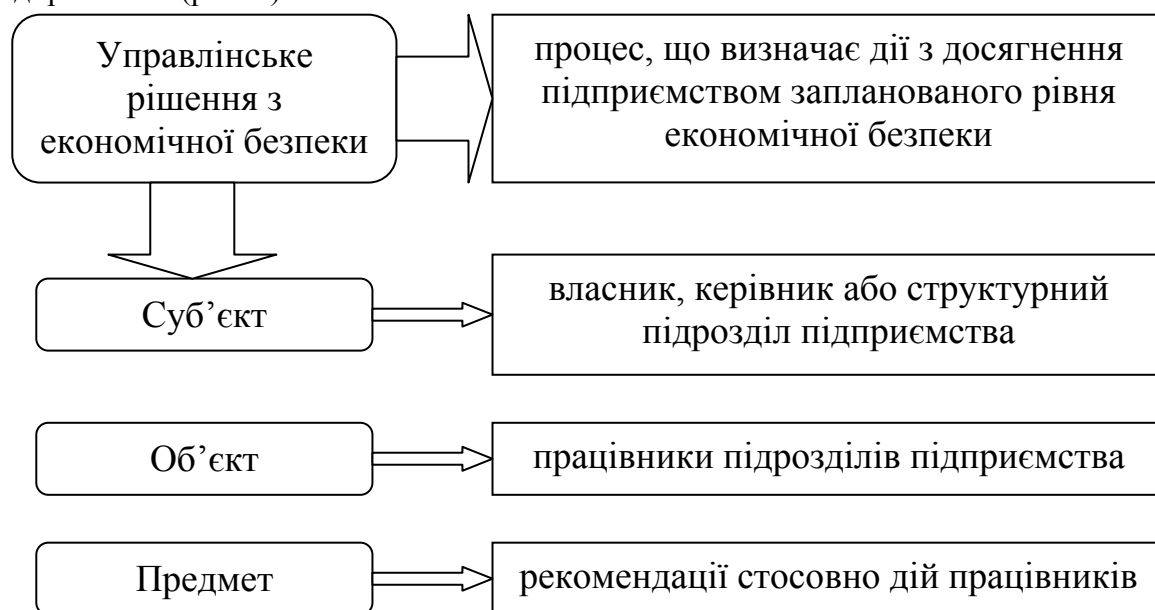 Управлінське
рішення з
економічної безпеки
процес, що визначає дії з досягнення
підприємством запланованого рівня
економічної безпеки
Суб’єкт
власник, керівник або структурний
підрозділ підприємства
Об’єкт
працівники підрозділів підприємства
Предмет
рекомендації стосовно дій працівників